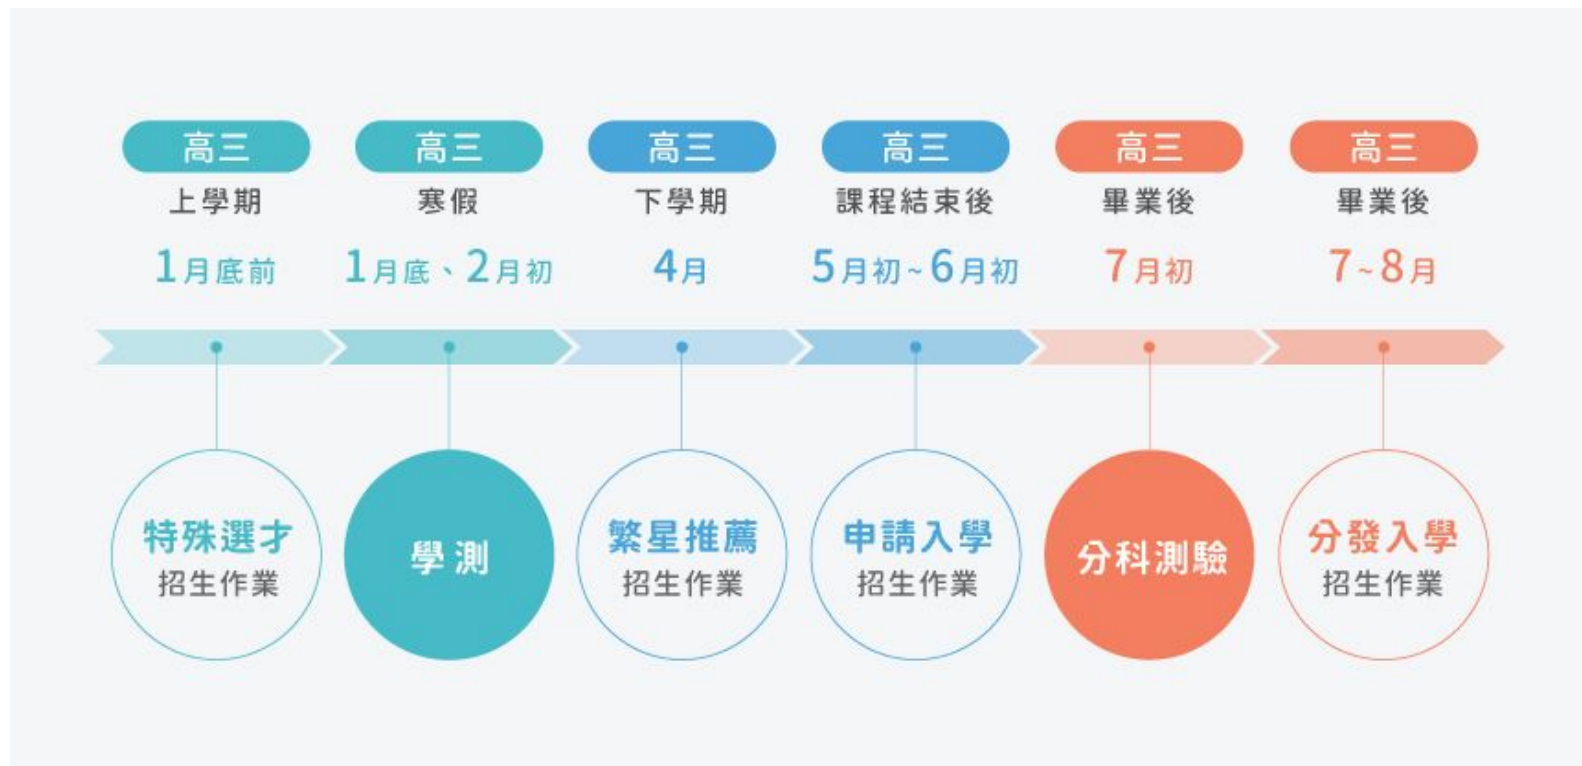 高三
上學期
1月底前
高三
寒假
1月底、2月初
高三
下學期
4月
高三
課程結束後
5月初~6月初
高三
畢業後
7月初
高三
畢業後
7~8月
特殊選才
招生作業
學測
繁星推薦
招生作業
申請入學
招生作業
分科測驗
分發入學
招生作業